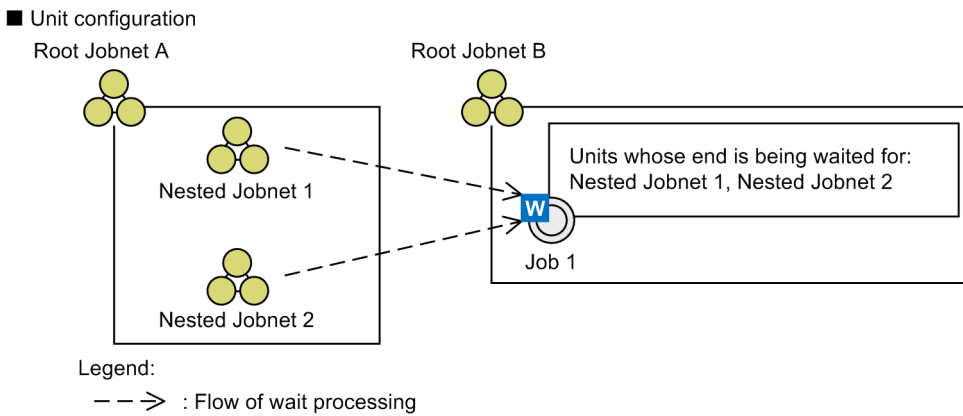 ■ Unit configuration
Root Jobnet A
Root Jobnet B
Nested Jobnet 1
Units whose end is being waited for:
Nested Jobnet 1, Nested Jobnet 2
W
Job 1
Nested Jobnet 2
Legend:
: Flow of wait processing